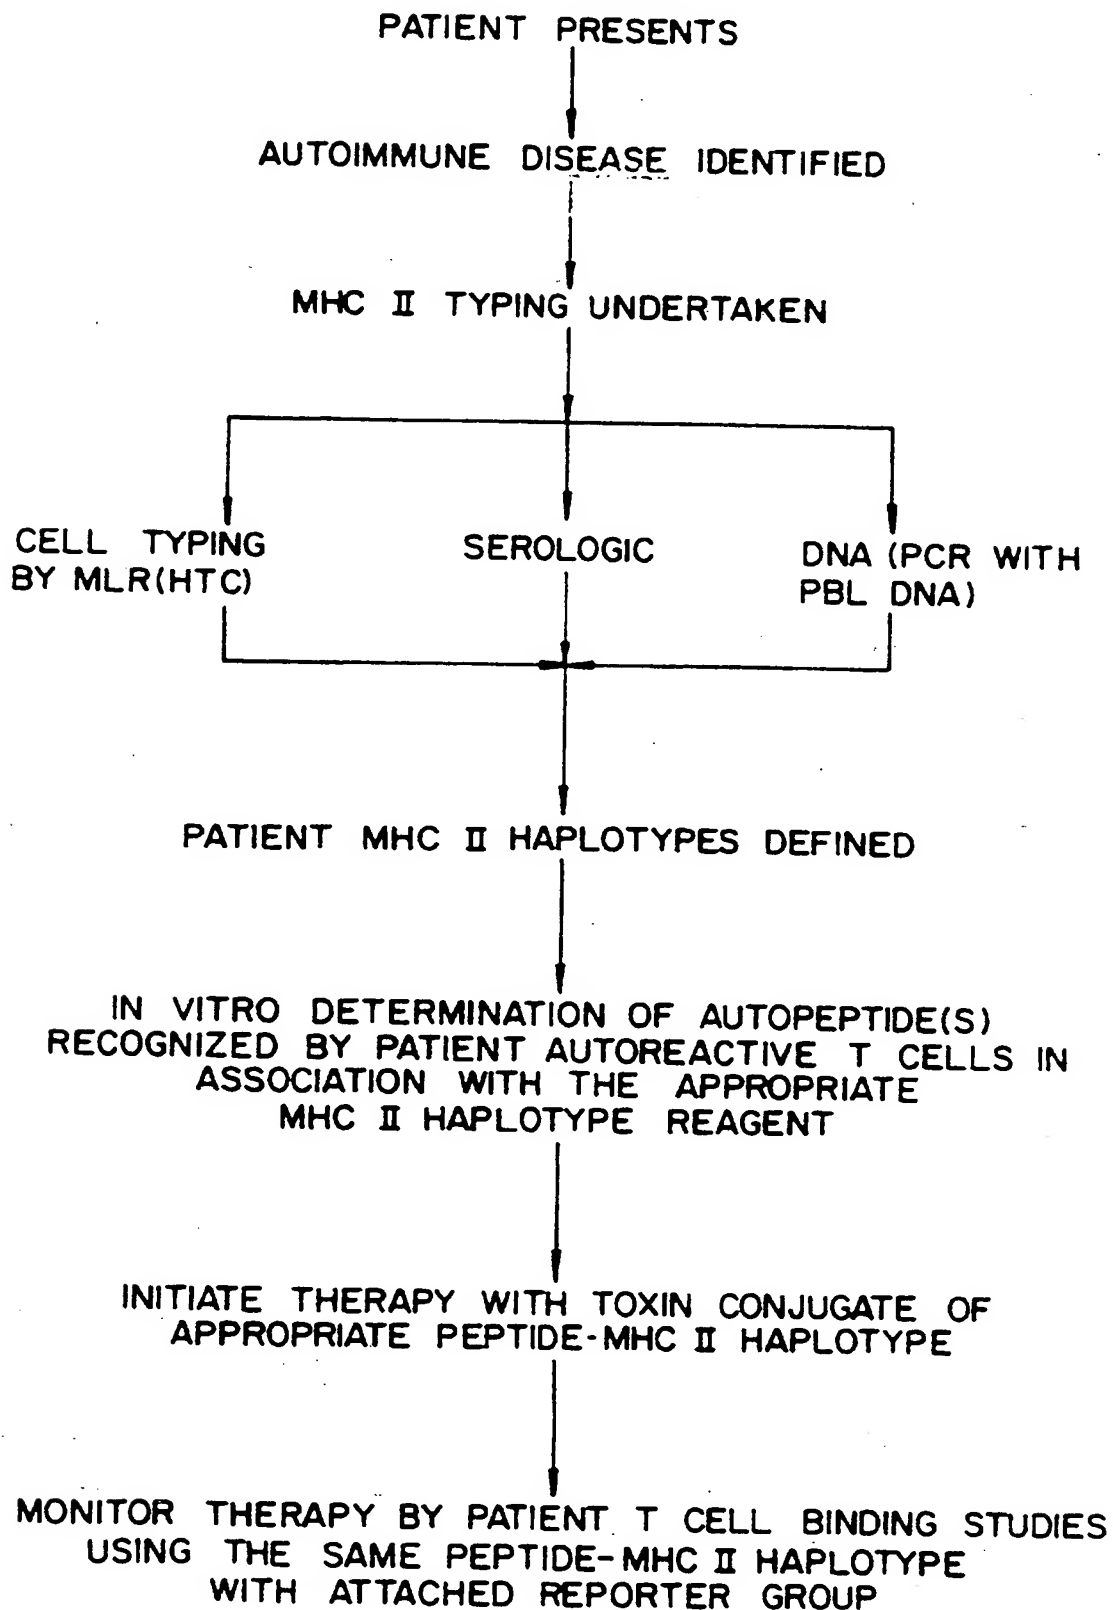 PATIENT PRESENTS
AUTOIMMUNE DISEASE IDENTIFIED
MHC II TYPING UNDERTAKEN
CELL TYPING
BY MLR(HTC)
SEROLOGIC
DNA (PCR WITH
PBL DNA)
PATIENT MHC II HAPLOTYPES DEFINED
IN VITRO DETERMINATION OF AUTOPEPTIDE(S)
RECOGNIZED BY PATIENT AUTOREACTIVE T CELLS IN
ASSOCIATION WITH THE APPROPRIATE
MHC II HAPLOTYPE REAGENT
INITIATE THERAPY WITH TOXIN CONJUGATE OF
APPROPRIATE PEPTIDE-MHC II HAPLOTYPE
MONITOR THERAPY BY PATIENT T CELL BINDING STUDIES
USING THE SAME PEPTIDE-MHC II HAPLOTYPE
WITH ATTACHED REPORTER GROUP